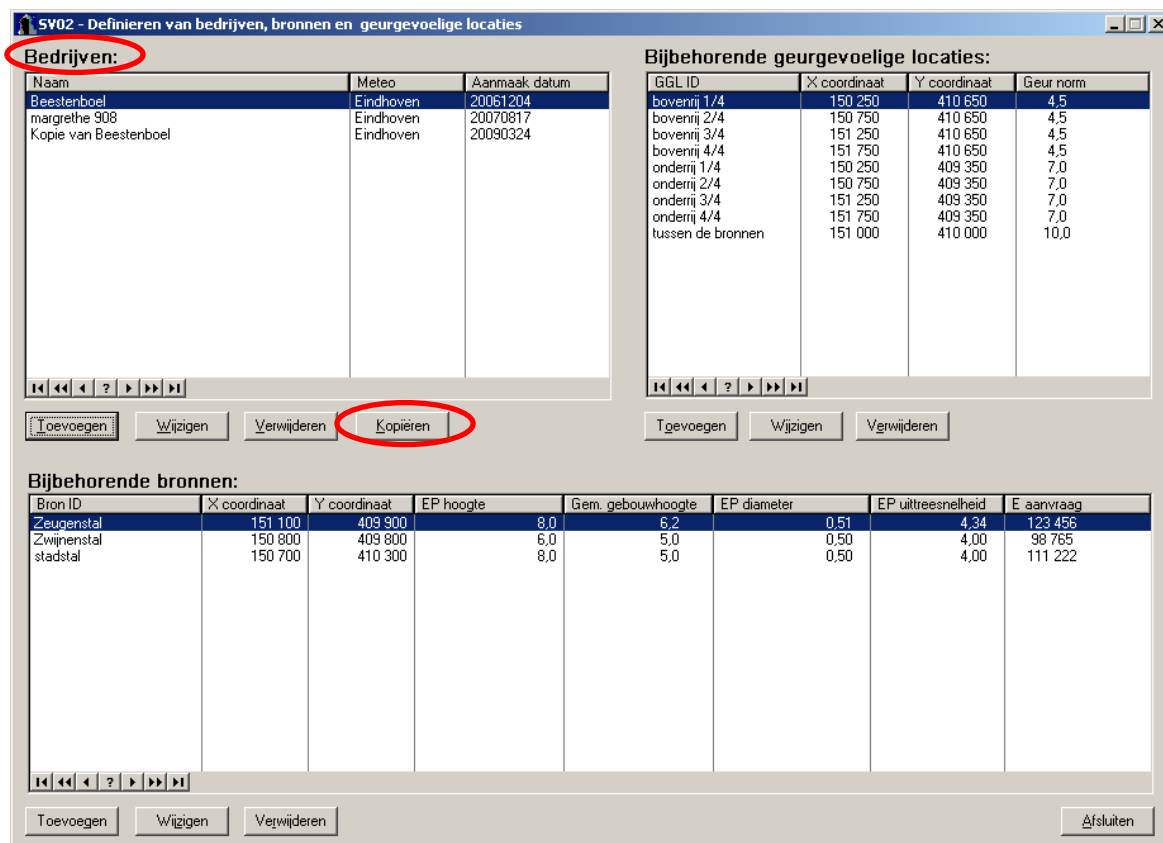 SV02 - Definieren van bedrijven, bronnen en geurgevoelige locaties
Bedrijven:
Naam Meteo Aanmaak datum
Beestenboel Eindhoven 20061204
margrethe 908 Eindhoven 20070817
Kopie van Beestenboel Eindhoven 20090324
?
Toevoegen Wijzigen Verwijderen Kopiëren
Bijbehorende geurgevoelige locaties:
GGL ID X coordinaat Y coordinaat Geur norm
bovenrij 1/4 150 250 410 650 4,5
bovenrij 2/4 150 750 410 650 4,5
bovenrij 3/4 151 250 410 650 4,5
bovenrij 4/4 151 750 410 650 4,5
onderrij 1/4 150 250 409 350 7,0
onderrij 2/4 150 750 409 350 7,0
onderrij 3/4 151 250 409 350 7,0
onderrij 4/4 151 750 409 350 7,0
tussen de bronnen 151 000 410 000 10,0
?
Toevoegen Wijzigen Verwijderen
Bijbehorende bronnen:
Bron ID X coordinaat Y coordinaat EP hoogte Gem. gebouwhoogte EP diameter EP uittreesnelheid E aanvraag
Zeugenstal 151 100 409 900 8,0 6,2 0,51 4,34 123 456
Zwijnenstal 150 800 409 800 6,0 5,0 0,50 4,00 98 765
stadstal 150 700 410 300 8,0 5,0 0,50 4,00 111 222
?
Toevoegen Wijzigen Verwijderen Afsluiten